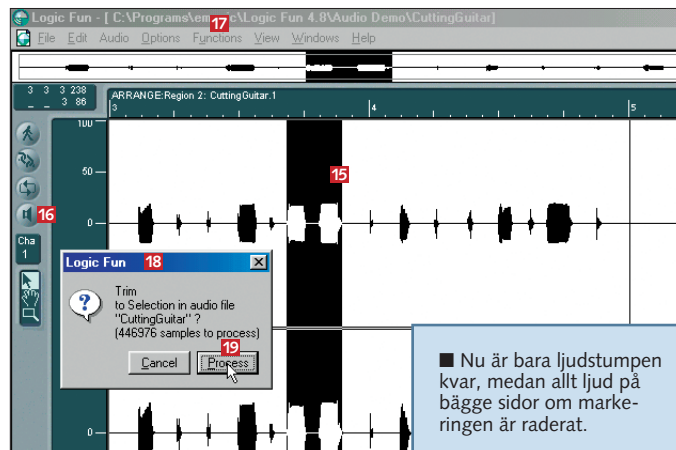 Logic Fun - [ C:\Programs\emagic\Logic Fun 4.8\Audio Demo\CuttingGuitar]
17
File Edit Audio Options Functions View Windows Help
3 3 3 238
_ _ 3 86
ARRANGE:Region 2: CuttingGuitar.1
3 4 5
100
50
15
16
0
Cha
1
Logic Fun 18
Trim
to Selection in audio file
"CuttingGuitar" ?
(446976 samples to process)
19
Cancel Process
0
■ Nu är bara ljudstumpen
kvar, medan allt ljud på
bägge sidor om marke-
ringen är raderat.